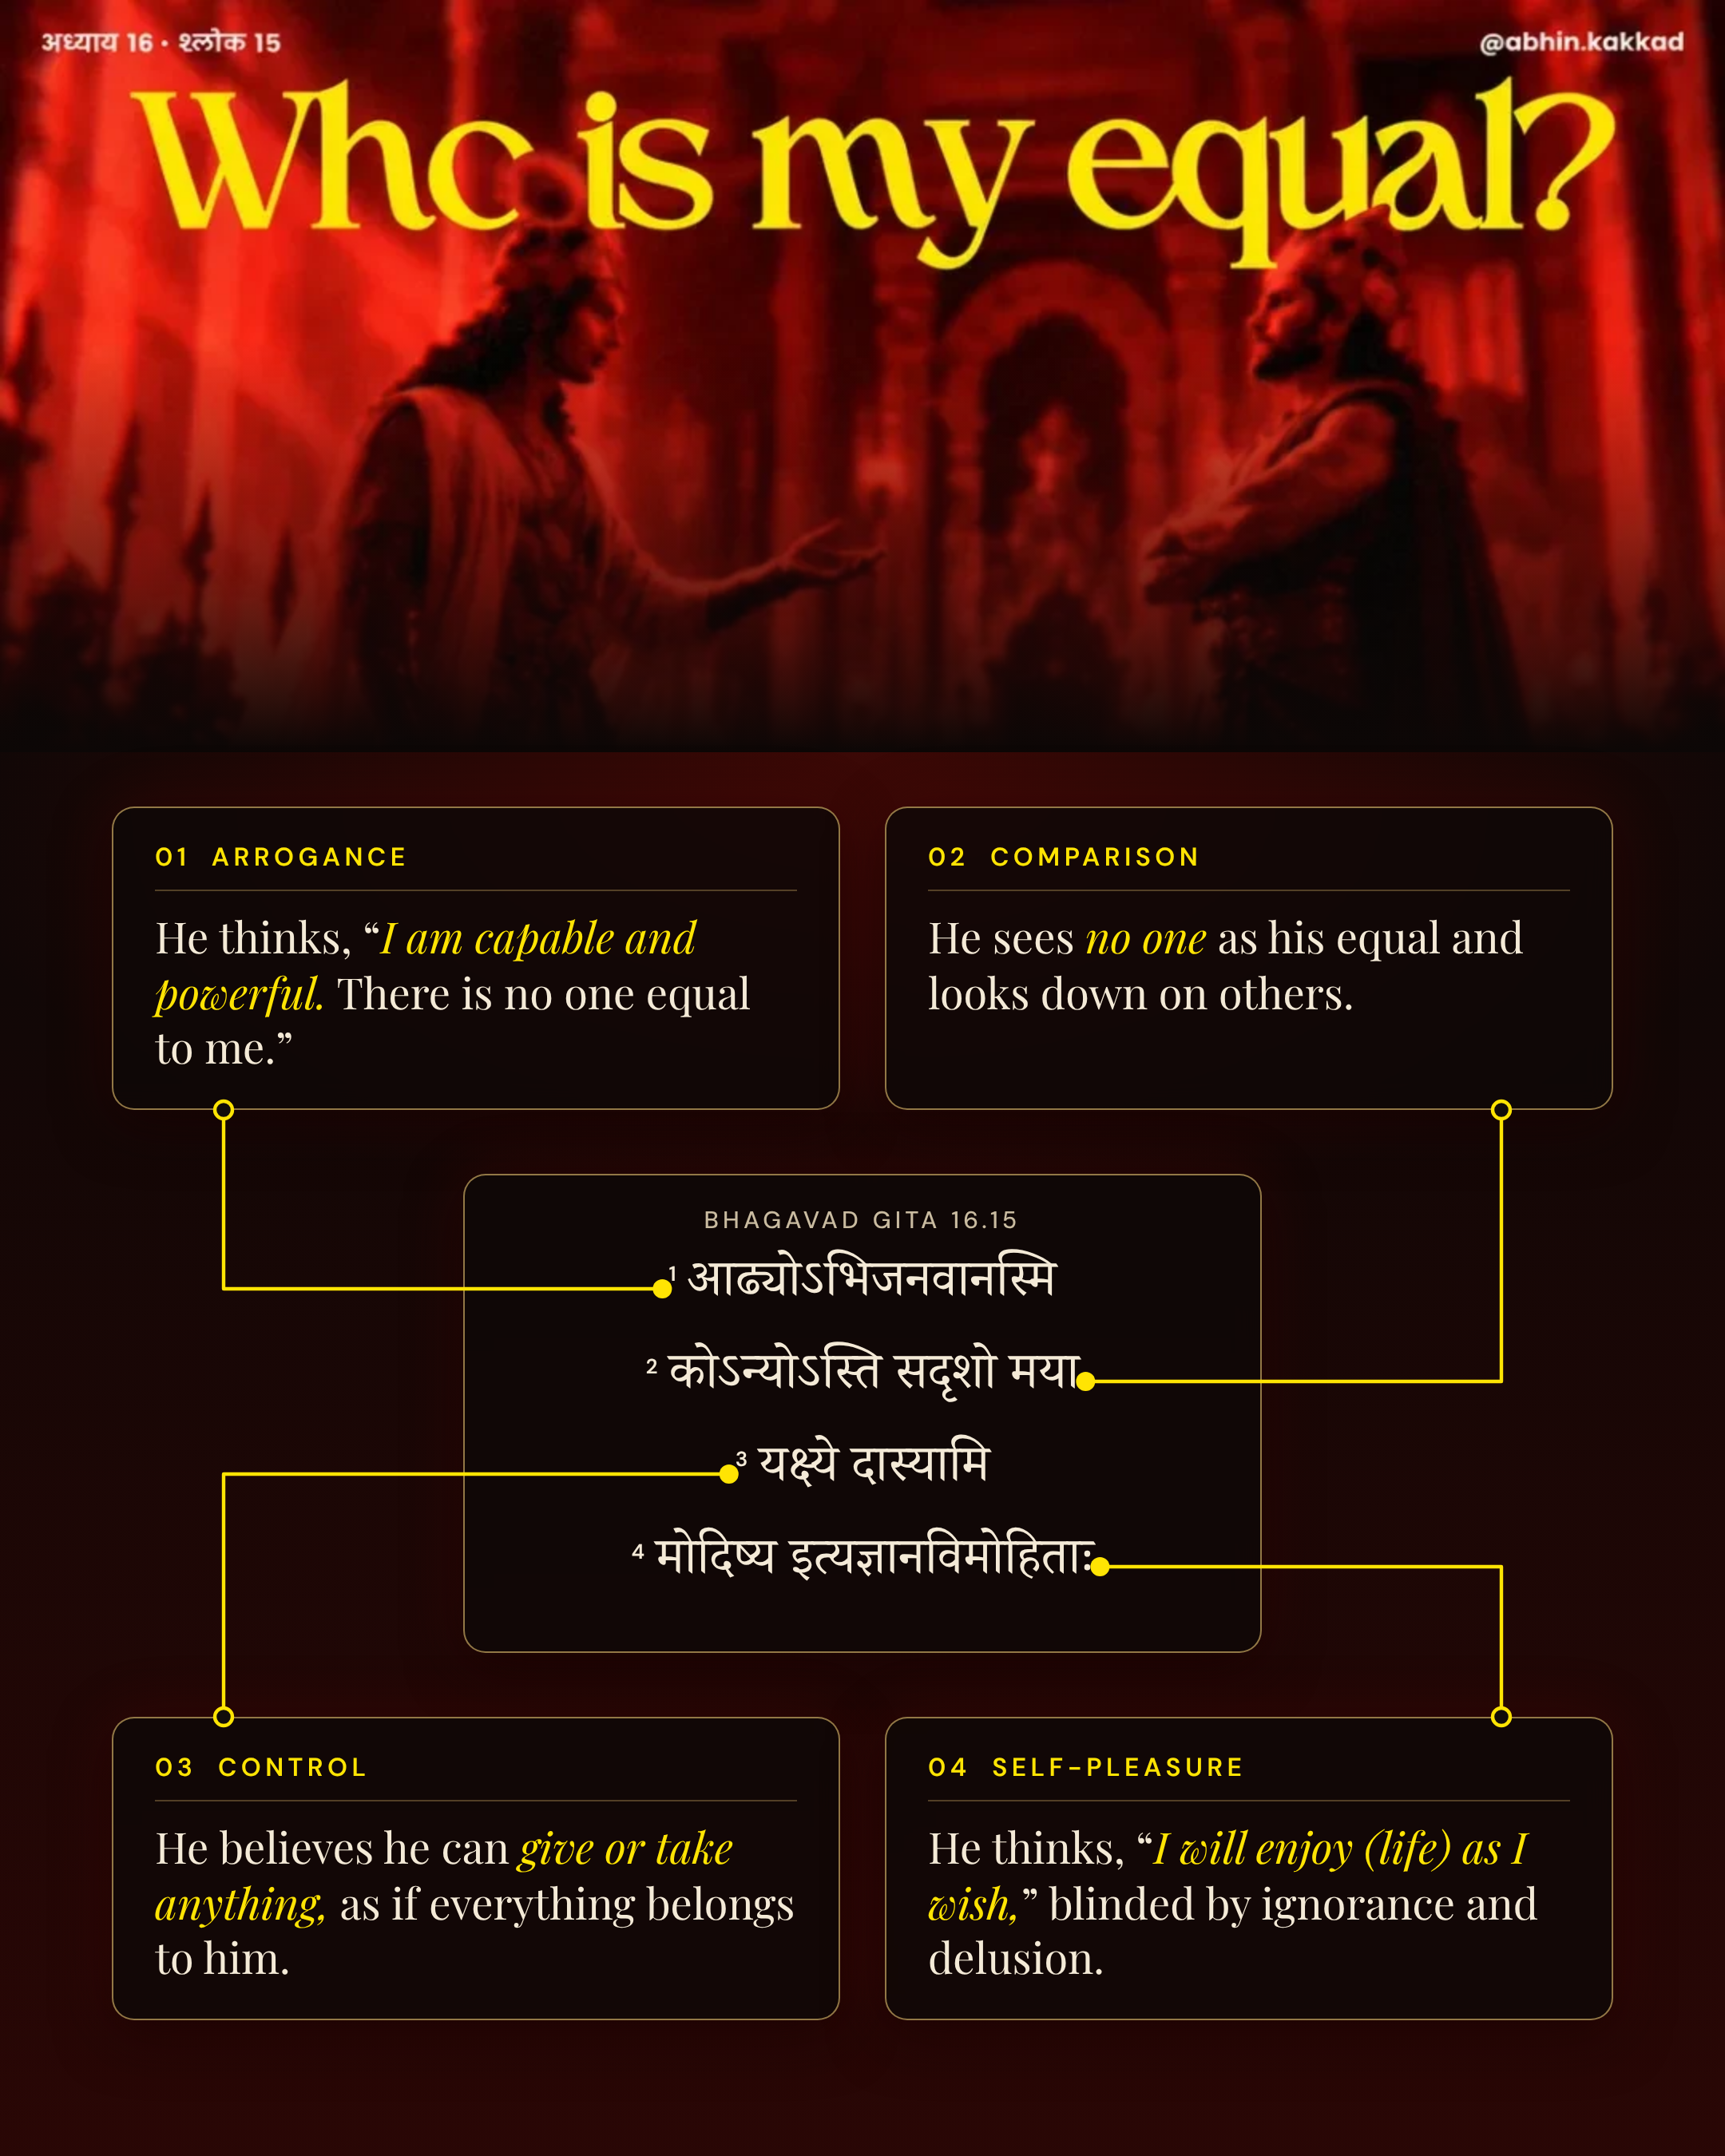 अध्याय 16 • श्लोक 15
@abhin.kakkad
Who is my equal?
01 ARROGANCE
He thinks, “I am capable and
powerful. There is no one equal
to me.”
02 COMPARISON
He sees no one as his equal and
looks down on others.
BHAGAVAD GITA 16.15
1 आढ्योऽभिजनवानस्मि
2 कोऽन्योऽस्ति सदृशो मया
3 यक्ष्ये दास्यामि
4 मोदिष्य इत्यज्ञानविमोहिताः
03 CONTROL
He believes he can give or take
anything, as if everything belongs
to him.
04 SELF-PLEASURE
He thinks, “I will enjoy (life) as I
wish,” blinded by ignorance and
delusion.